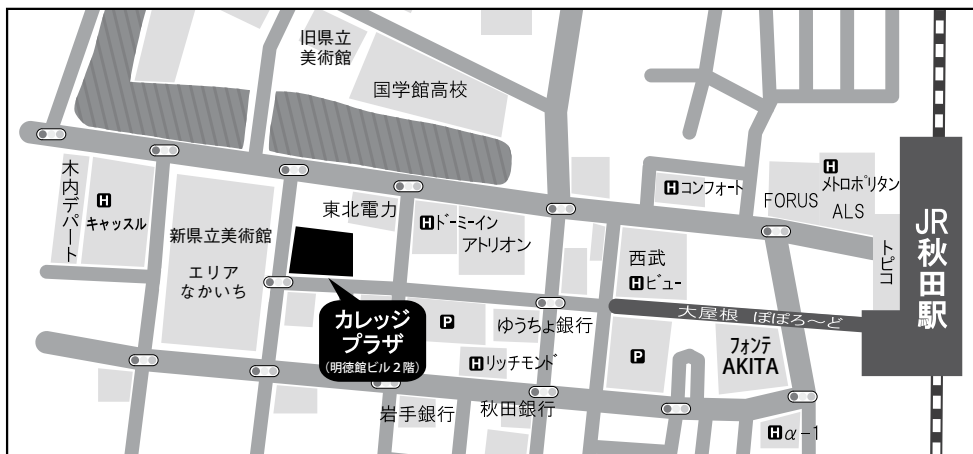 旧県立
美術館
国学館高校
木内デパート
H
キャッスル
新県立美術館
エリア
なかいち
東北電力
Hドーミーイン
アトリオン
Hコンフォート
FORUS
H
メトロポリタン
ALS
トピコ
JR秋田駅
西武
Hビュー
大屋根 ぽぽろ〜ど
カレッジ
プラザ
(明徳館ビル2階)
P
ゆうちょ銀行
Hリッチモンド
P
フォンテ
AKITA
岩手銀行
秋田銀行
Hα-1